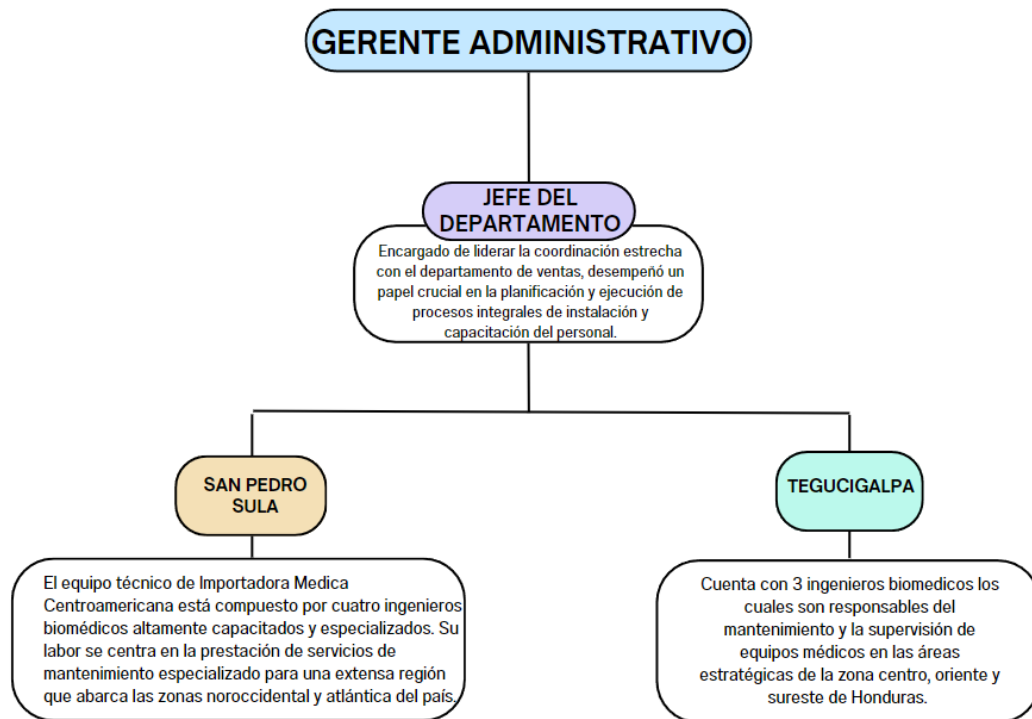 GERENTE ADMINISTRATIVO
JEFE DEL
DEPARTAMENTO
Encargado de liderar la coordinación estrecha
con el departamento de ventas, desempeñó un
papel crucial en la planificación y ejecución de
procesos integrales de instalación y
capacitación del personal.
SAN PEDRO
SULA
El equipo técnico de Importadora Medica
Centroamericana está compuesto por cuatro ingenieros
biomédicos altamente capacitados y especializados. Su
labor se centra en la prestación de servicios de
mantenimiento especializado para una extensa región
que abarca las zonas noroccidental y atlántica del país.
TEGUCIGALPA
Cuenta con 3 ingenieros biomedicos los
cuales son responsables del
mantenimiento y la supervisión de
equipos médicos en las áreas
estratégicas de la zona centro, oriente y
sureste de Honduras.